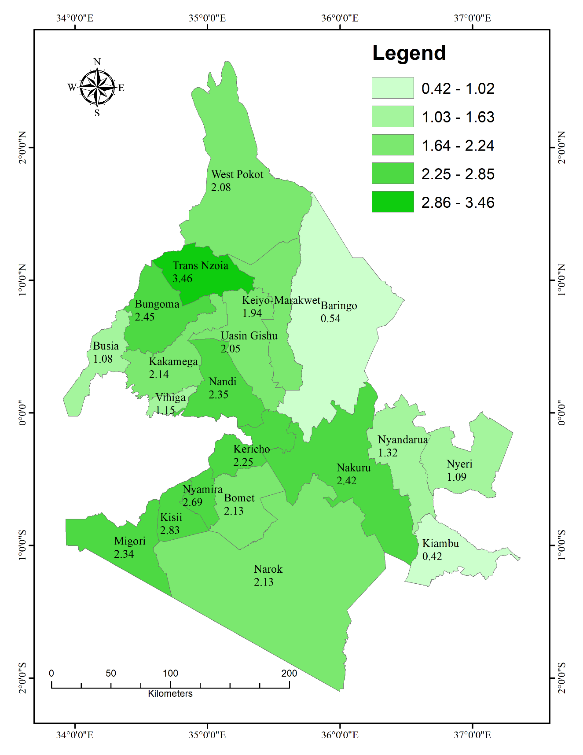 34°0'0"E 35°0'0"E 36°0'0"E 37°0'0"E
Legend
0.42 - 1.02
1.03 - 1.63
1.64 - 2.24
2.25 - 2.85
2.86 - 3.46
N
W E
S
2°0'0"N 2°0'0"N
West Pokot
2.08
Trans Nzoia
3.46
1°0'0"N 1°0'0"N
Keiyo-Marakwet
1.94
Bungoma
2.45
Baringo
0.54
Uasin Gishu
2.05
Busia
1.08
Kakamega
2.14
Nandi
2.35
Vihiga
1.15
0°0'0" 0°0'0"
Nyandarua
1.32
Kericho
2.25
Nyeri
1.09
Nakuru
2.42
Nyamira
2.69
Bomet
2.13
Kisii
2.83
Migori
2.34
Kiambu
0.42
1°0'0"S 1°0'0"S
Narok
2.13
2°0'0"S 2°0'0"S
0 50 100 200
Kilometers
34°0'0"E 35°0'0"E 36°0'0"E 37°0'0"E